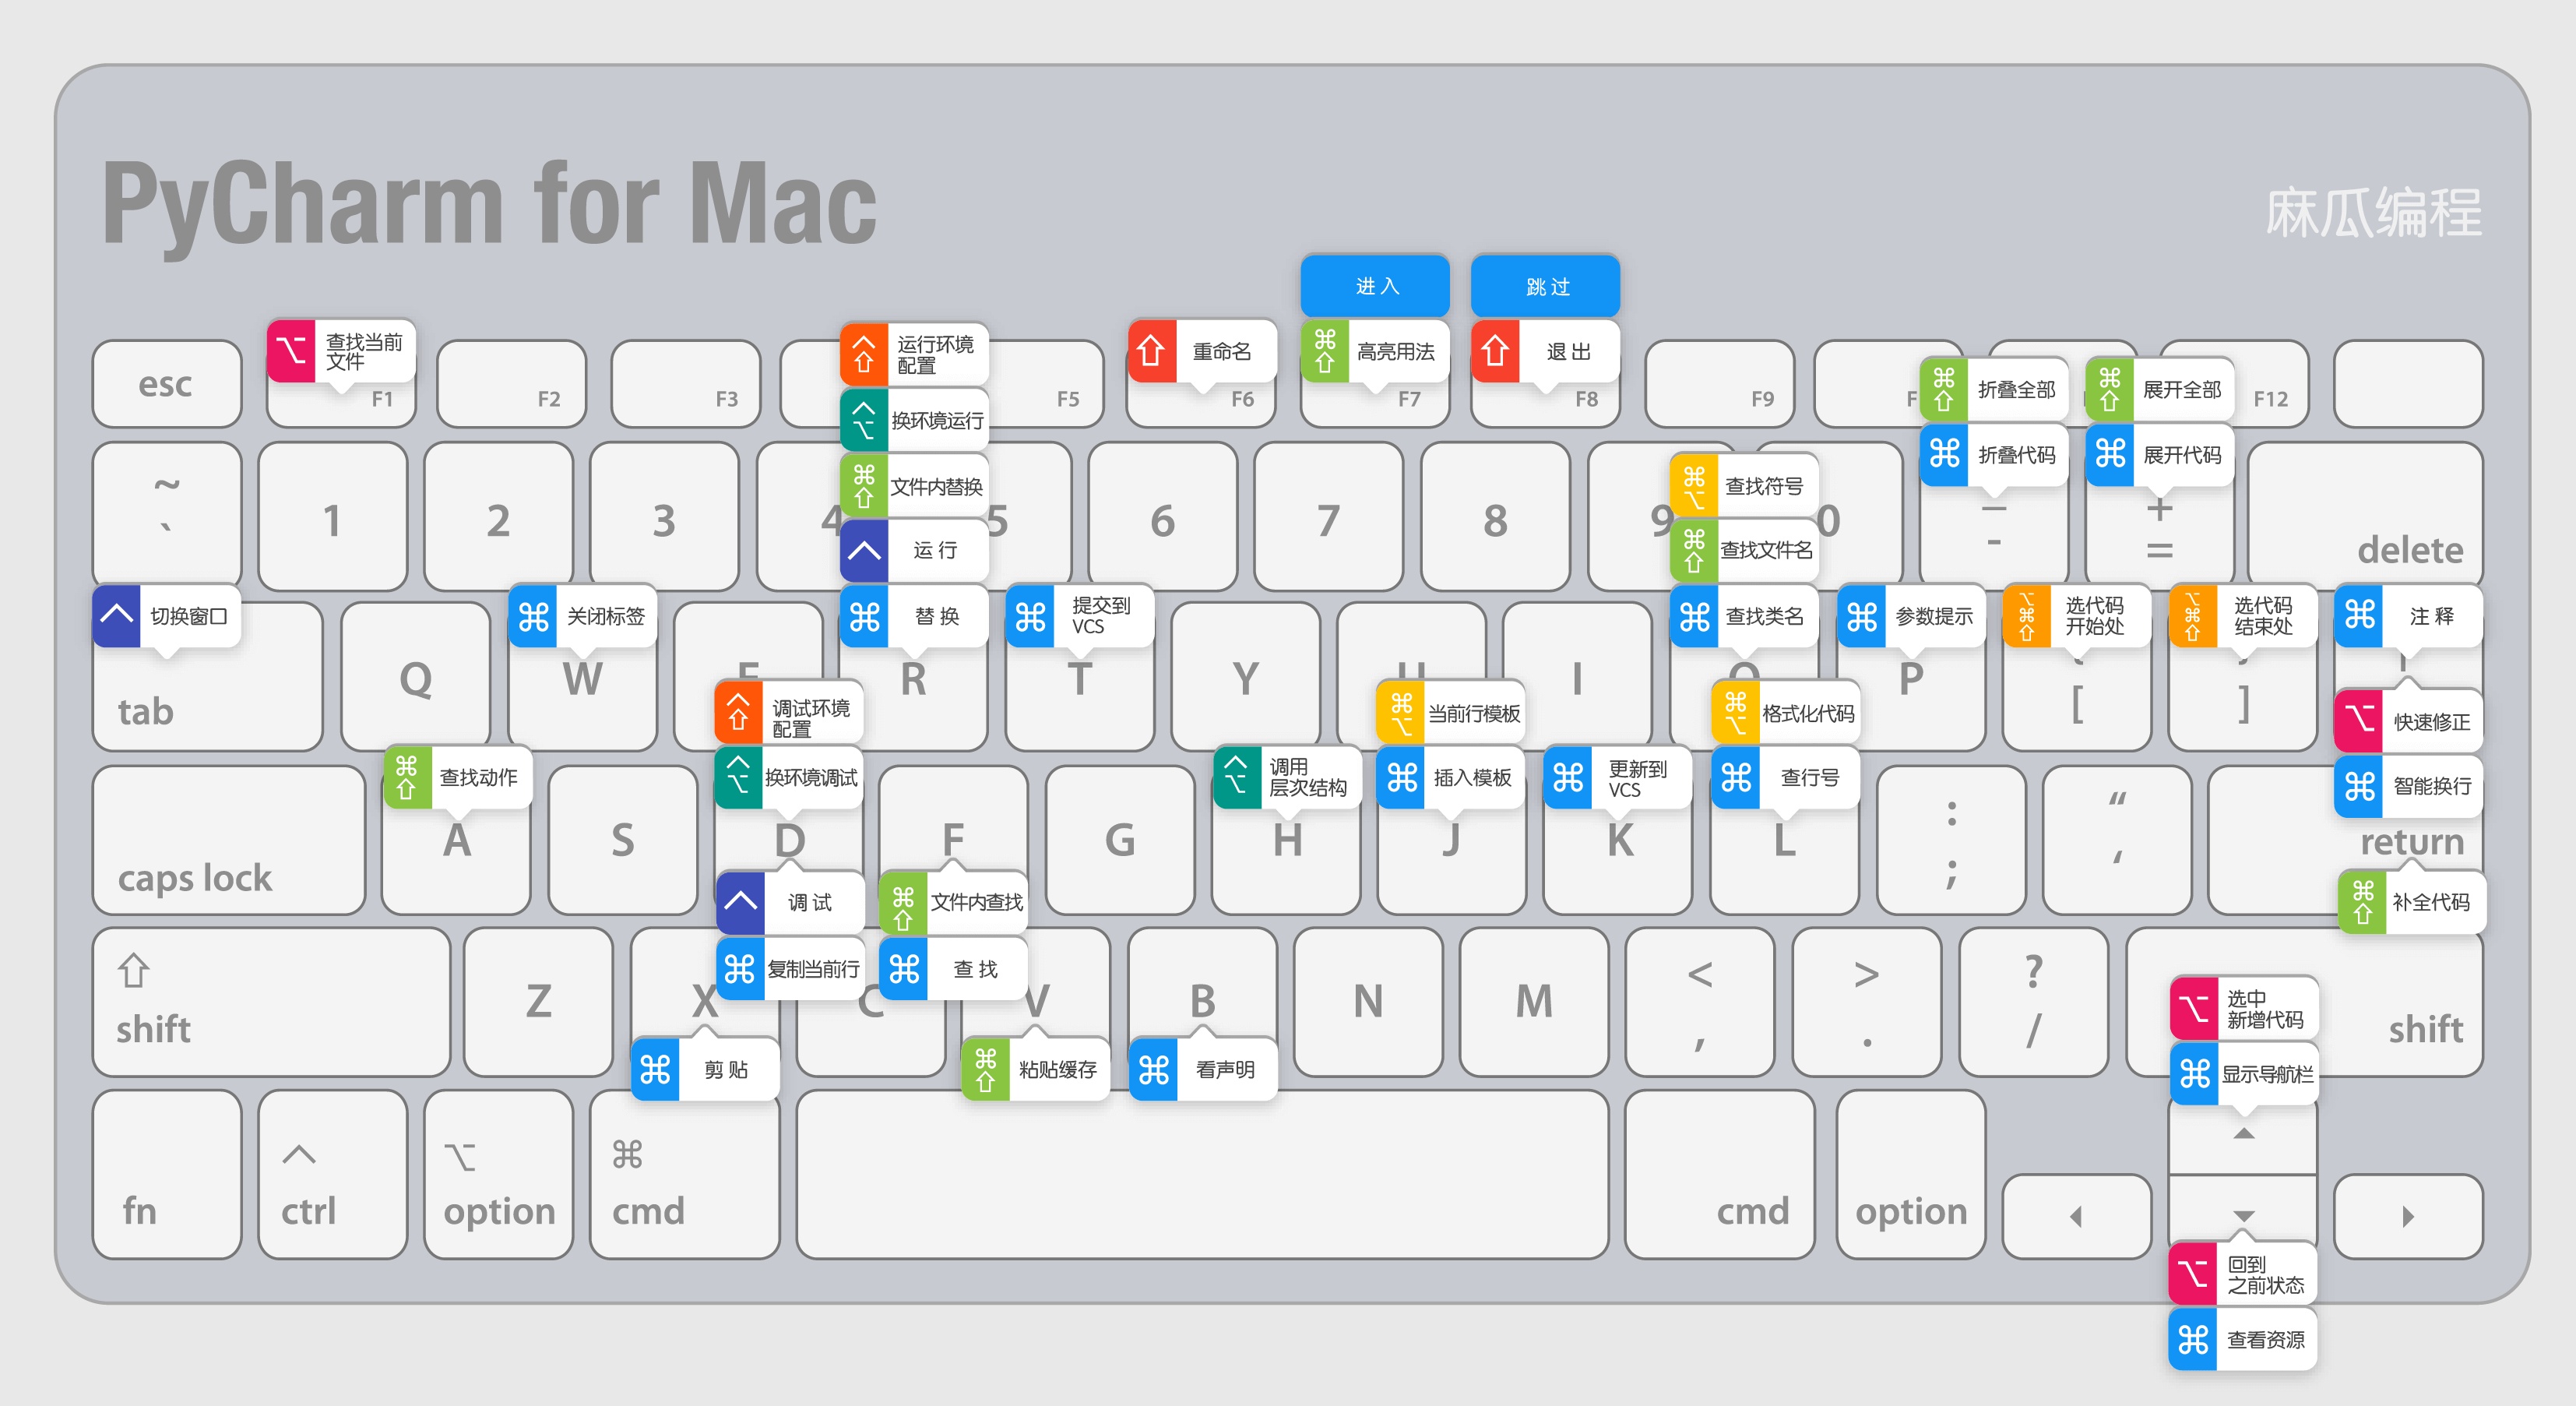 PyCharm for Mac
麻瓜编程
进 入
跳 过
⌥ 查找当前
文件
⌃⇧ 运行环境
配置
⇧ 重命名
⌘⇧ 高亮用法
⇧ 退 出
esc
F1
F2
F3
F5
F6
F7
F8
F9
F
F12
⌘⇧ 折叠全部
⌘⇧ 展开全部
⌃⌥ 换环境运行
⌘ 折叠代码
⌘ 展开代码
⌘⇧ 文件内替换
⌘⌥ 查找符号
~
`
1
2
3
4
5
6
7
8
9
0
–
-
+
=
delete
⌃ 运 行
⌘⇧ 查找文件名
⌃ 切换窗口
⌘ 关闭标签
⌘ 替 换
⌘ 提交到
VCS
⌘ 查找类名
⌘ 参数提示
⌥⌘⇧ 选代码
开始处
⌥⌘⇧ 选代码
结束处
⌘ 注 释
tab
Q
W
E
R
T
Y
U
I
O
P
[
]
⌃⇧ 调试环境
配置
⌘⌥ 当前行模板
⌘⌥ 格式化代码
⌥ 快速修正
⌘⇧ 查找动作
⌃⌥ 换环境调试
⌃⌥ 调用
层次结构
⌘ 插入模板
⌘ 更新到
VCS
⌘ 查行号
⌘ 智能换行
caps lock
A
S
D
F
G
H
J
K
L
:
;
“
‘
return
⌃ 调 试
⌘⇧ 文件内查找
⌘⇧ 补全代码
⌘ 复制当前行
⌘ 查 找
⇧
shift
Z
X
C
V
B
N
M
<
,
>
.
?
/
shift
⌥ 选中
新增代码
⌘ 剪 贴
⌘⇧ 粘贴缓存
⌘ 看声明
⌘ 显示导航栏
fn
⌃
ctrl
⌥
option
⌘
cmd
cmd
option
⌥ 回到
之前状态
⌘ 查看资源